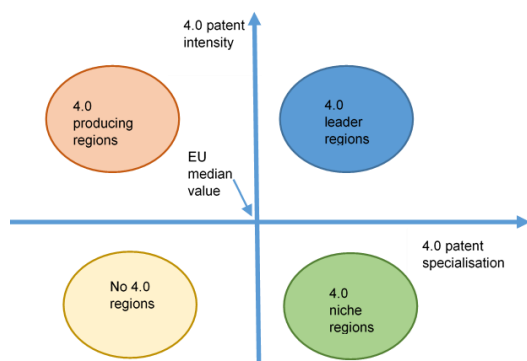 4.0 patent
intensity
4.0
producing
regions
4.0
leader
regions
EU
median
value
4.0 patent
specialisation
No 4.0
regions
4.0
niche
regions